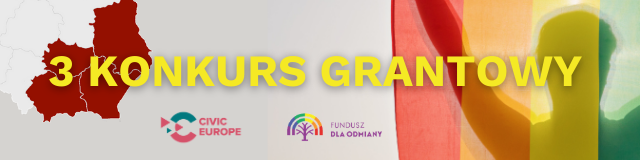 3 KONKURS GRANTOWY
CIVIC
EUROPE
FUNDUSZ
DLA ODMIANY